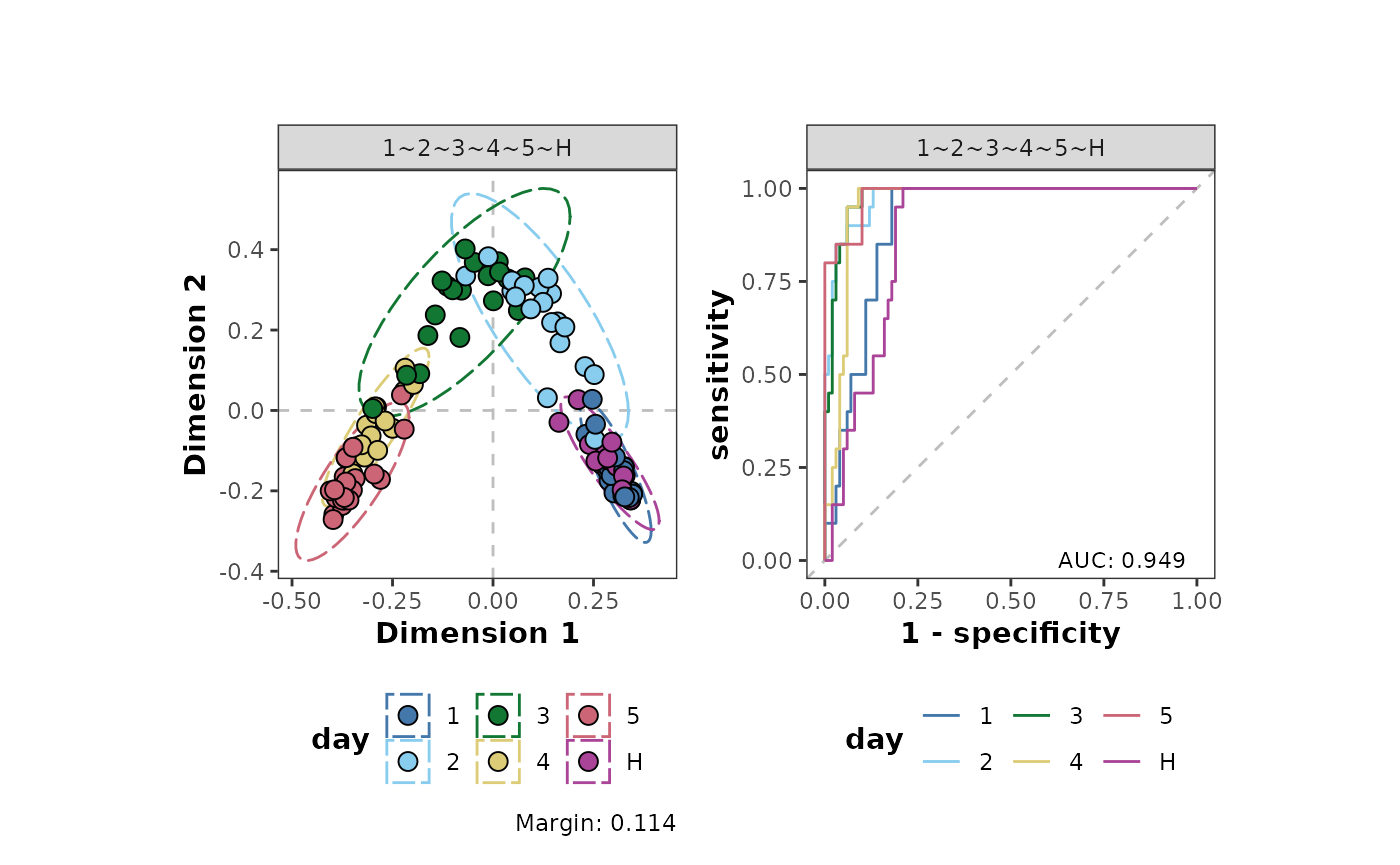 1~2~3~4~5~H
Dimension 2
0.4
0.2
0.0
-0.2
-0.4
-0.50 -0.25 0.00 0.25
Dimension 1
day
1 3 5
2 4 H
Margin: 0.114
1~2~3~4~5~H
sensitivity
1.00
0.75
0.50
0.25
0.00
AUC: 0.949
0.00 0.25 0.50 0.75 1.00
1 - specificity
day
1 3 5
2 4 H